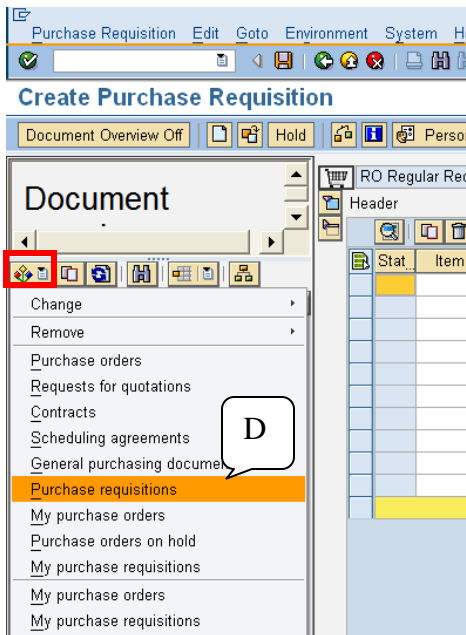 Purchase Requisition Edit Goto Environment System
Create Purchase Requisition
Document Overview Off Hold
RO Regular Rec
Document
Header
Stat... Item
Change
Remove
Purchase orders
Requests for quotations
Contracts
Scheduling agreements
D
General purchasing documen
Purchase requisitions
My purchase orders
Purchase orders on hold
My purchase requisitions
My purchase orders
My purchase requisitions